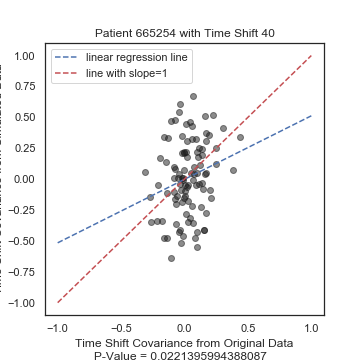 Patient 665254 with Time Shift 40
linear regression line
line with slope=1
1.00
0.75
0.50
0.25
0.00
−0.25
−0.50
−0.75
−1.00
−1.0
−0.5
0.0
0.5
1.0
Time Shift Covariance from Original Data
P-Value = 0.0221395994388087